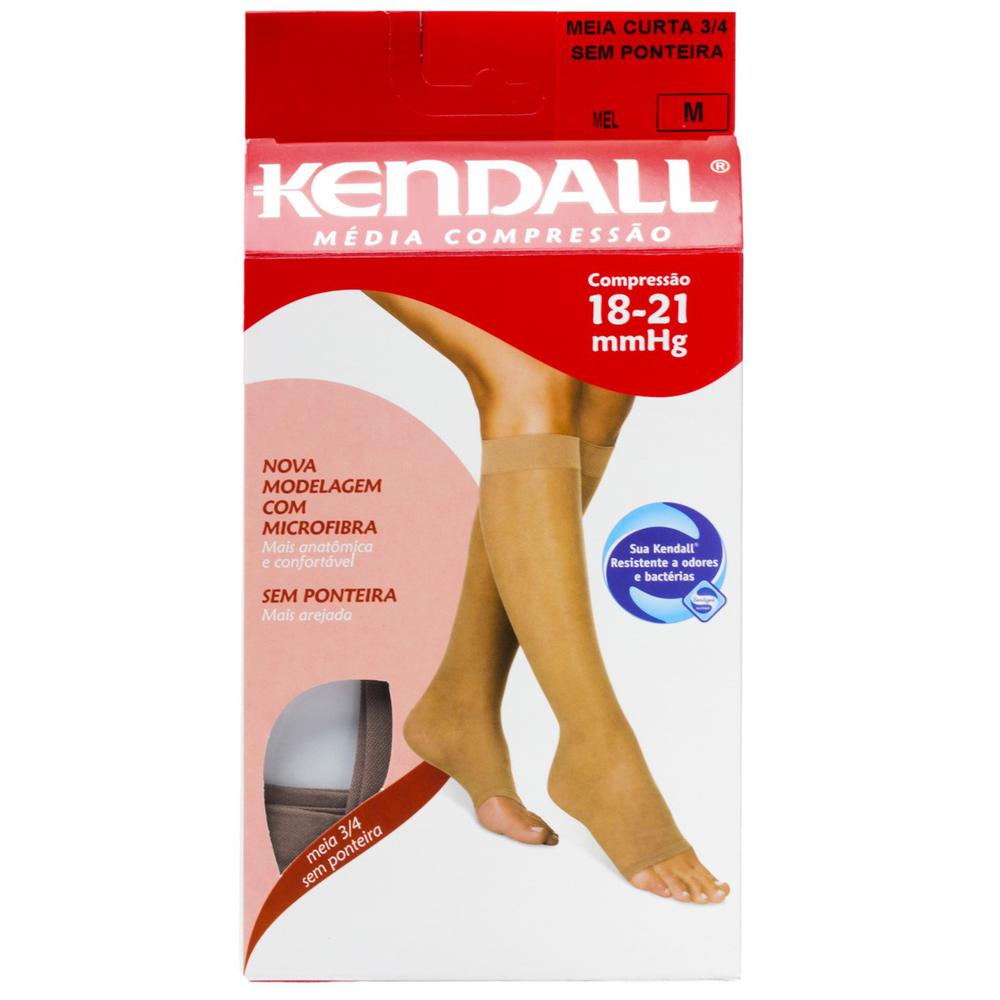 MEIA CURTA 3/4
SEM PONTEIRA
MEL
M
KENDALL®
MÉDIA COMPRESSÃO
Compressão
18-21
mmHg
NOVA
MODELAGEM
COM
MICROFIBRA
Mais anatômica
e confortável
SEM PONTEIRA
Mais arejada
Sua Kendall®
Resistente a odores
e bactérias
meia 3/4
sem ponteira